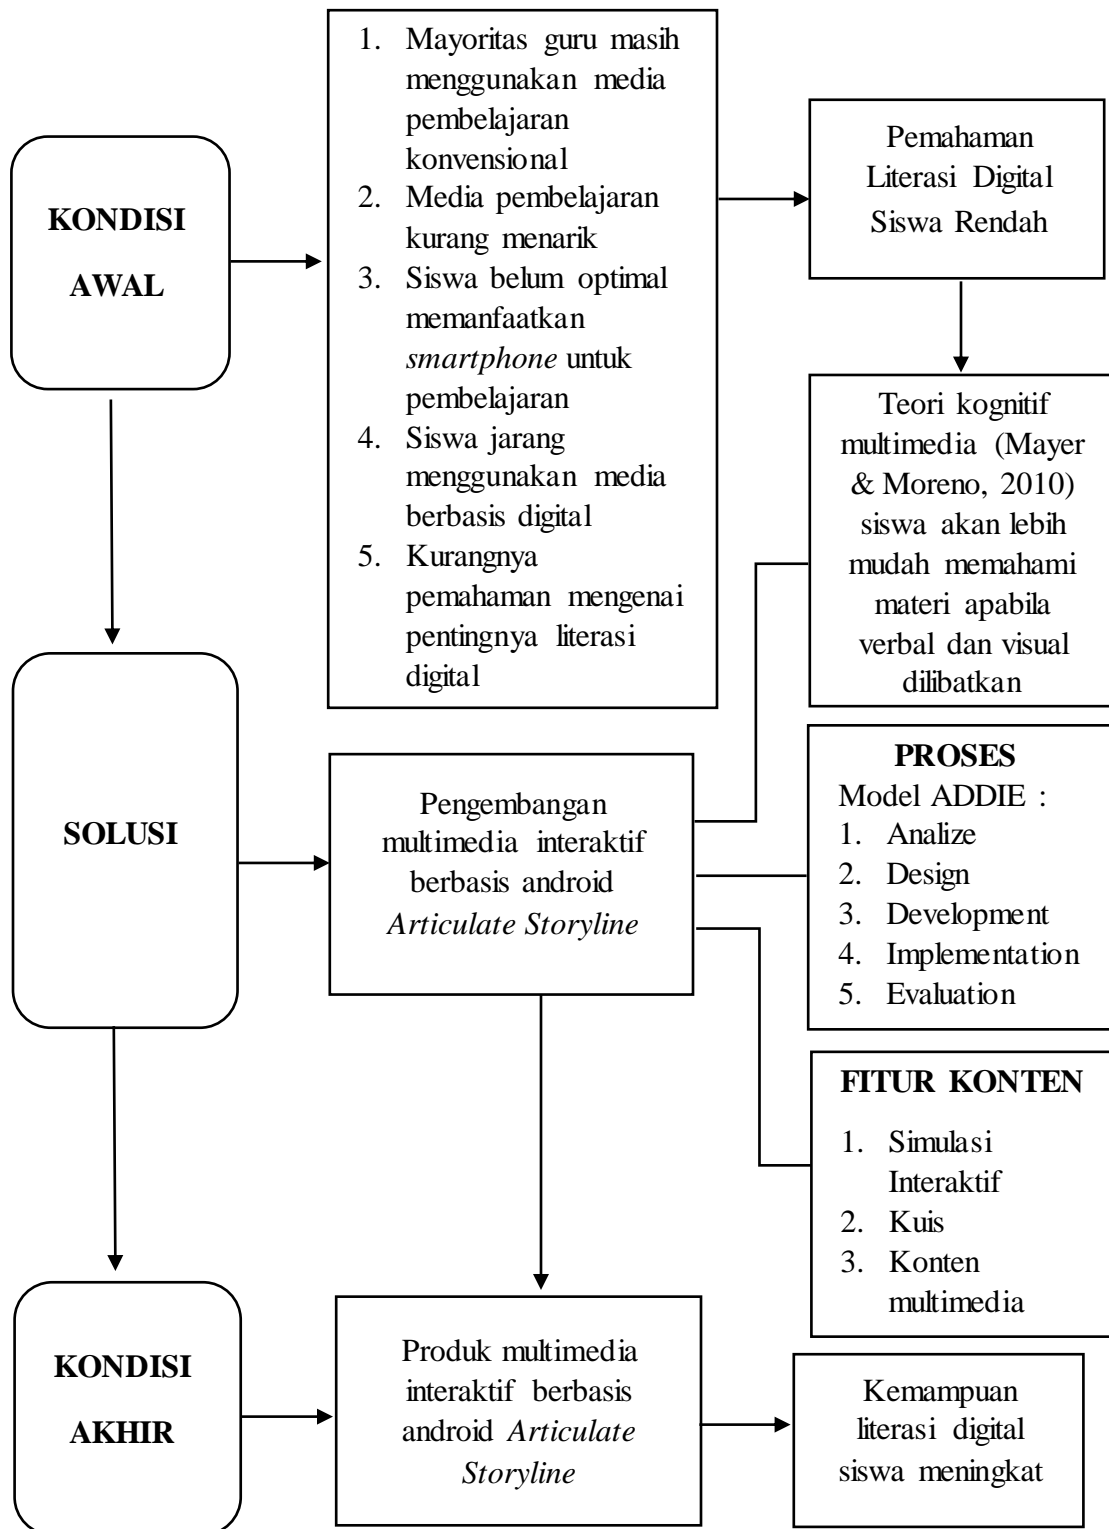 KONDISI
AWAL
1. Mayoritas guru masih
menggunakan media
pembelajaran
konvensional
2. Media pembelajaran
kurang menarik
3. Siswa belum optimal
memanfaatkan
smartphone untuk
pembelajaran
4. Siswa jarang
menggunakan media
berbasis digital
5. Kurangnya
pemahaman mengenai
pentingnya literasi
digital
Pemahaman
Literasi Digital
Siswa Rendah
Teori kognitif
multimedia (Mayer
& Moreno, 2010)
siswa akan lebih
mudah memahami
materi apabila
verbal dan visual
dilibatkan
SOLUSI
Pengembangan
multimedia interaktif
berbasis android
Articulate Storyline
PROSES
Model ADDIE :
1. Analize
2. Design
3. Development
4. Implementation
5. Evaluation
FITUR KONTEN
1. Simulasi
Interaktif
2. Kuis
3. Konten
multimedia
KONDISI
AKHIR
Produk multimedia
interaktif berbasis
android Articulate
Storyline
Kemampuan
literasi digital
siswa meningkat